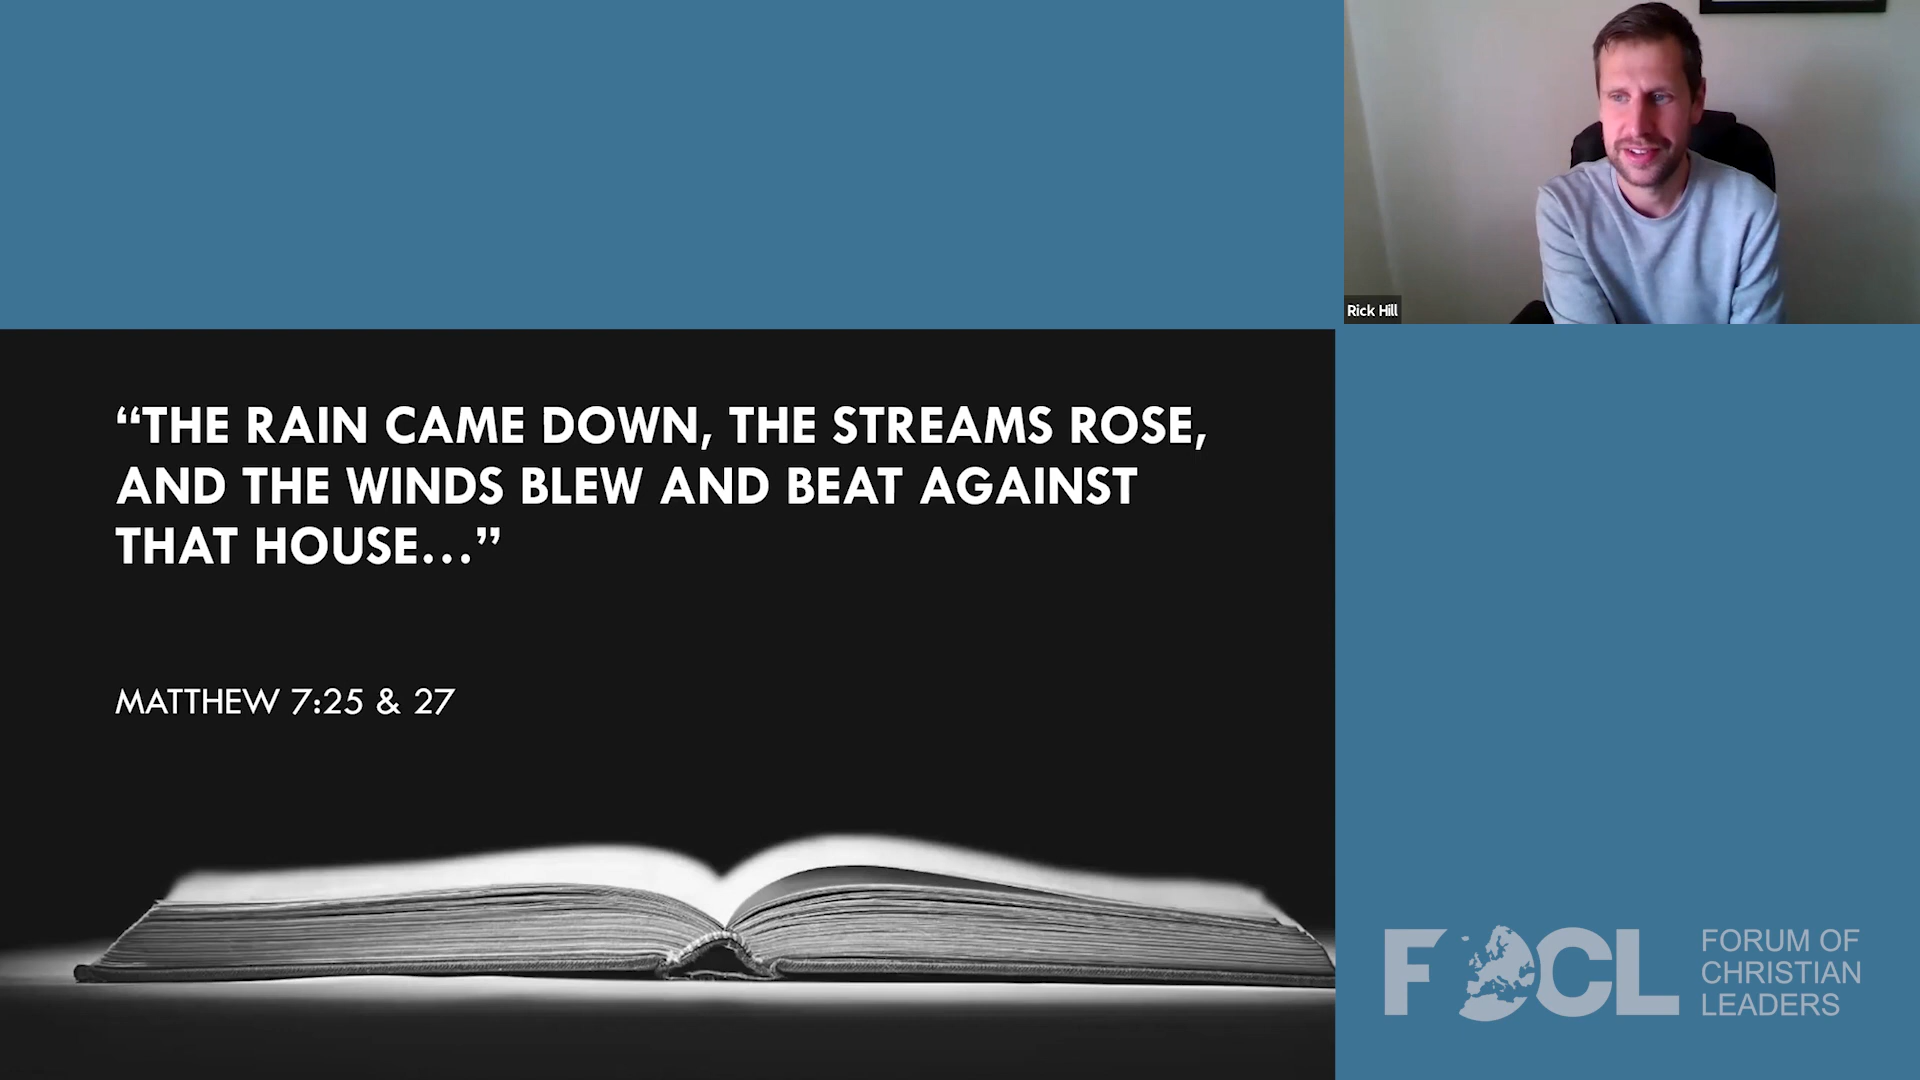 Rick Hill
“THE RAIN CAME DOWN, THE STREAMS ROSE,
AND THE WINDS BLEW AND BEAT AGAINST
THAT HOUSE…”
MATTHEW 7:25 & 27
FOCL
FORUM OF
CHRISTIAN
LEADERS